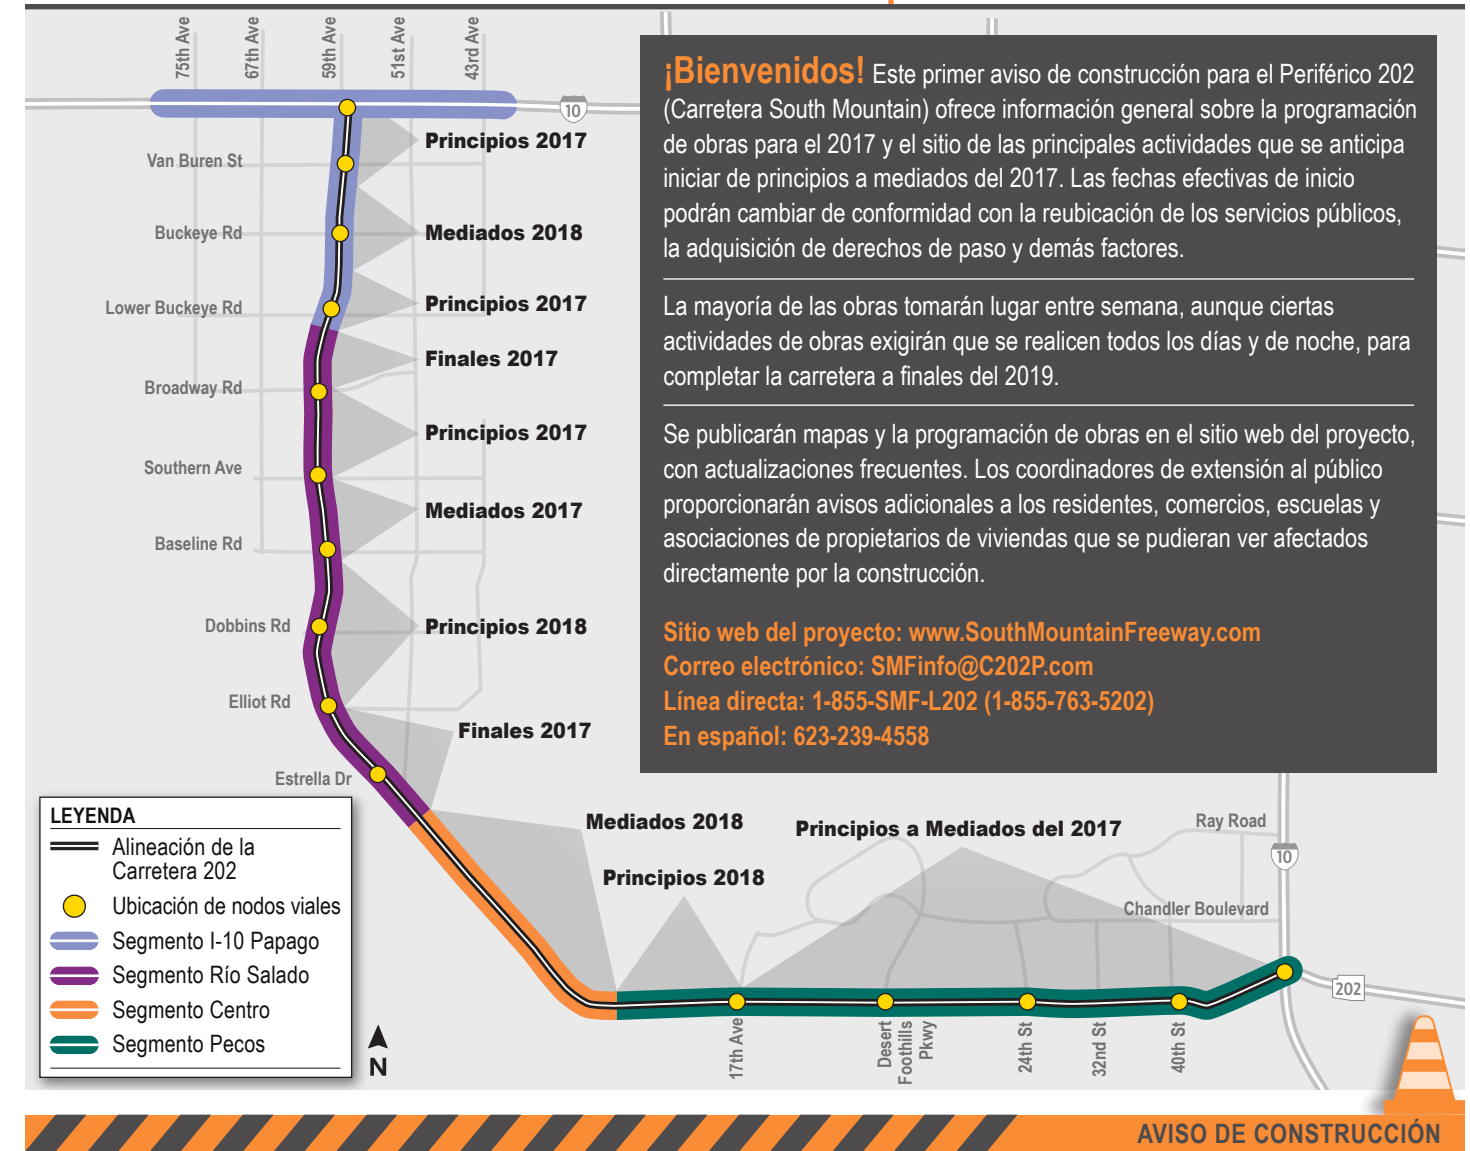 75th Ave
67th Ave
59th Ave
51st Ave
43rd Ave
10
Van Buren St
Buckeye Rd
Lower Buckeye Rd
Broadway Rd
Southern Ave
Baseline Rd
Dobbins Rd
Elliot Rd
Estrella Dr
Principios 2017
Mediados 2018
Principios 2017
Finales 2017
Principios 2017
Mediados 2017
Principios 2018
Finales 2017
Mediados 2018
Principios 2018
Principios a Mediados del 2017
¡Bienvenidos! Este primer aviso de construcción para el Periférico 202
(Carretera South Mountain) ofrece información general sobre la programación
de obras para el 2017 y el sitio de las principales actividades que se anticipa
iniciar de principios a mediados del 2017. Las fechas efectivas de inicio
podrán cambiar de conformidad con la reubicación de los servicios públicos,
la adquisición de derechos de paso y demás factores.
La mayoría de las obras tomarán lugar entre semana, aunque ciertas
actividades de obras exigirán que se realicen todos los días y de noche, para
completar la carretera a finales del 2019.
Se publicarán mapas y la programación de obras en el sitio web del proyecto,
con actualizaciones frecuentes. Los coordinadores de extensión al público
proporcionarán avisos adicionales a los residentes, comercios, escuelas y
asociaciones de propietarios de viviendas que se pudieran ver afectados
directamente por la construcción.
Sitio web del proyecto: www.SouthMountainFreeway.com
Correo electrónico: SMFinfo@C202P.com
Línea directa: 1-855-SMF-L202 (1-855-763-5202)
En español: 623-239-4558
Ray Road
10
Chandler Boulevard
202
17th Ave
Desert
Foothills
Pkwy
24th St
32nd St
40th St
LEYENDA
Alineación de la
Carretera 202
Ubicación de nodos viales
Segmento I-10 Papago
Segmento Río Salado
Segmento Centro
Segmento Pecos
N
AVISO DE CONSTRUCCIÓN